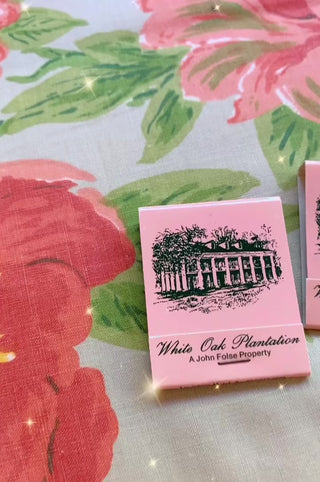 White Oak Plantation
A John Folse Property
W